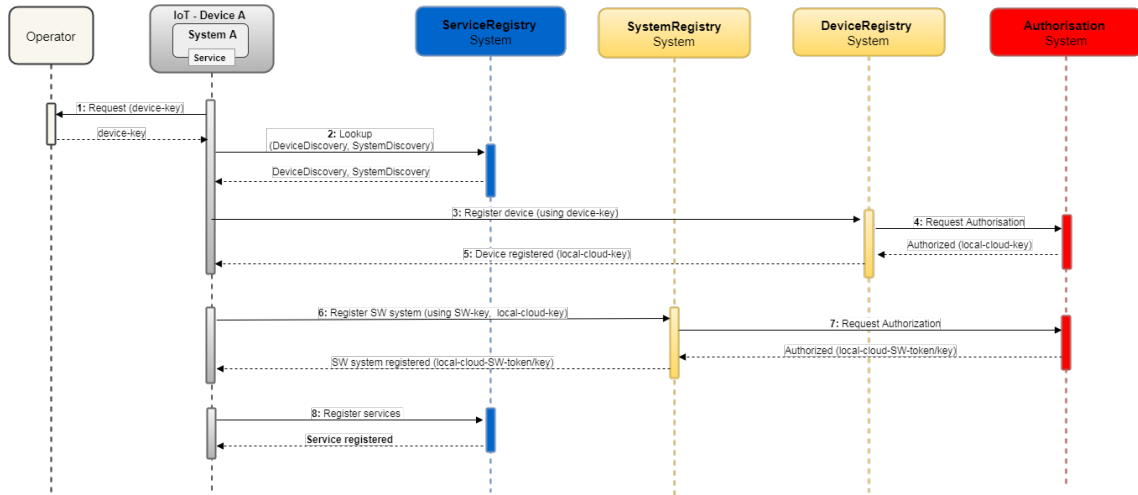 Operator
IoT - Device A
System A
Service
ServiceRegistry
System
SystemRegistry
System
DeviceRegistry
System
Authorisation
System
1: Request (device-key)
device-key
2: Lookup
(DeviceDiscovery, SystemDiscovery)
DeviceDiscovery, SystemDiscovery
3: Register device (using device-key)
4: Request Authorisation
Authorized (local-cloud-key)
5: Device registered (local-cloud-key)
6: Register SW system (using SW-key, local-cloud-key)
7: Request Authorization
Authorized (local-cloud-SW-token/key)
SW system registered (local-cloud-SW-token/key)
8: Register services
Service registered